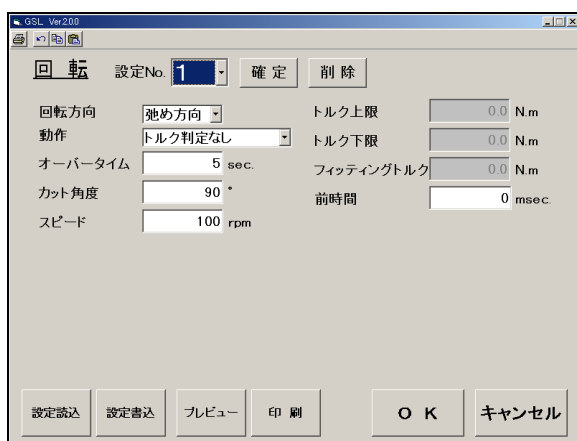 GSL Ver2.0.0
回 転 設定No. 1 確 定 削 除
回転方向 弛め方向 トルク上限 0.0 N.m
動作 トルク判定なし トルク下限 0.0 N.m
オーバータイム 5 sec. フィッティングトルク 0.0 N.m
カット角度 90 ° 前時間 0 msec.
スピード 100 rpm
設定読込 設定書込 プレビュー 印 刷 O K キャンセル